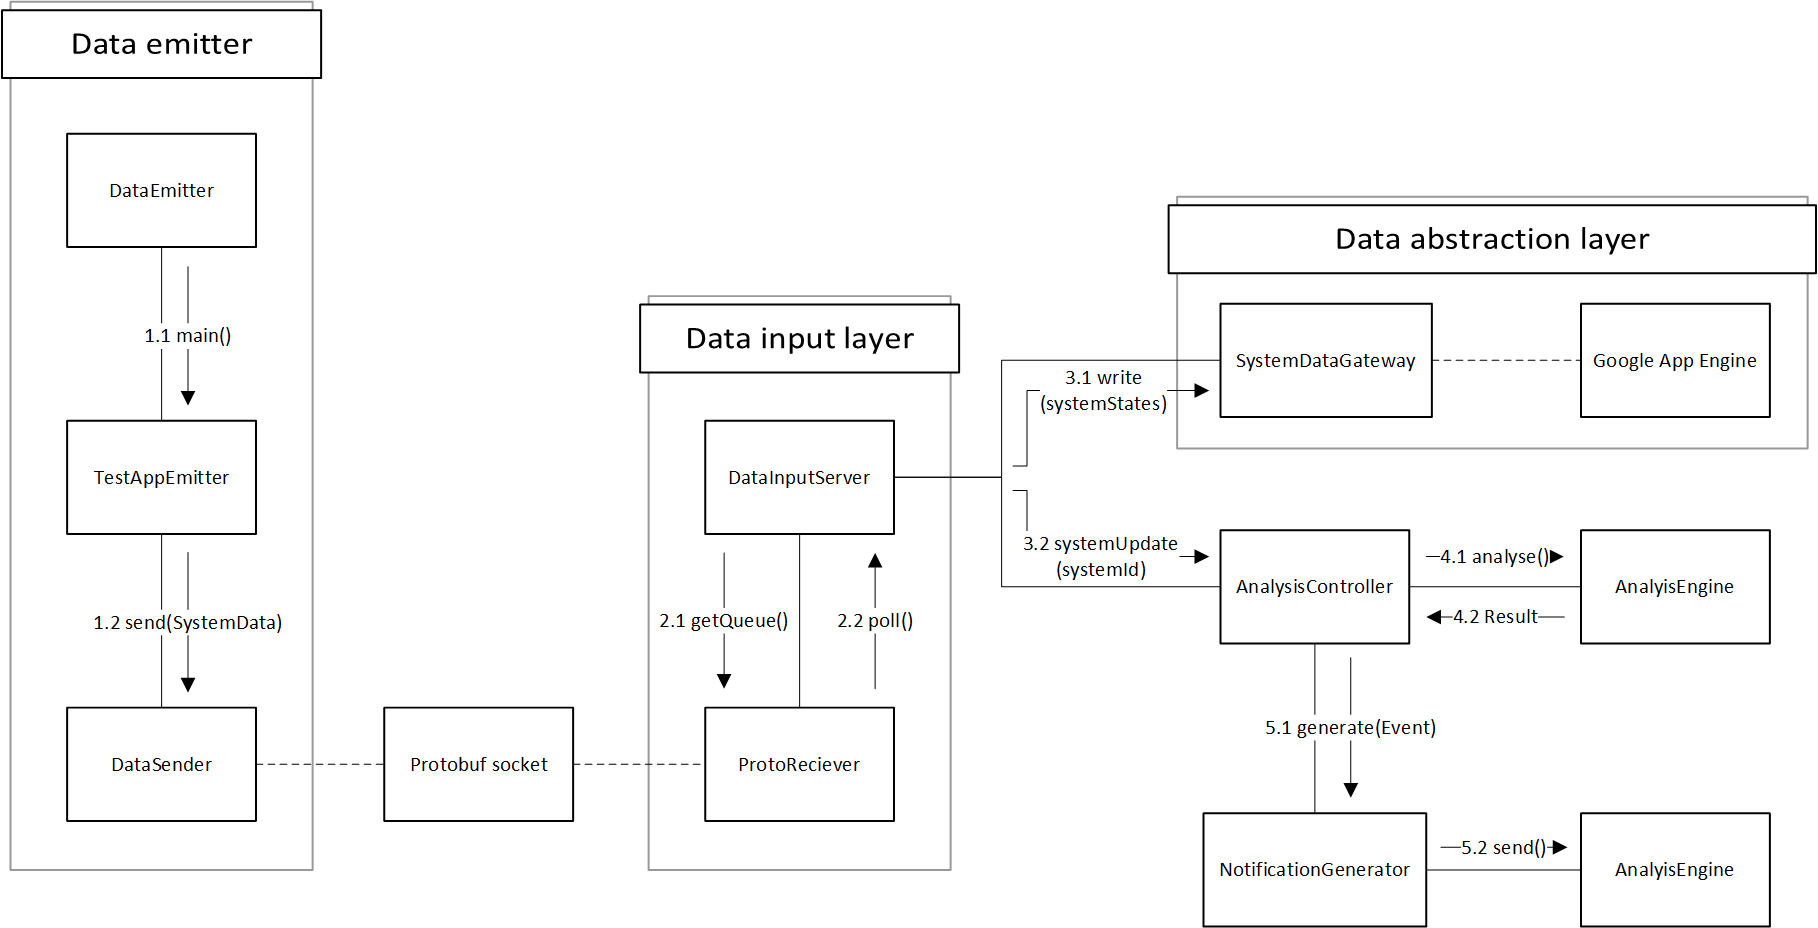 Data emitter
DataEmitter
1.1 main()
TestAppEmitter
1.2 send(SystemData)
DataSender
Protobuf socket
Data input layer
DataInputServer
2.1 getQueue()
2.2 poll()
ProtoReciever
Data abstraction layer
SystemDataGateway
Google App Engine
3.1 write
(systemStates)
3.2 systemUpdate
(systemId)
AnalysisController
4.1 analyse()
4.2 Result
AnalyisEngine
5.1 generate(Event)
NotificationGenerator
5.2 send()
AnalyisEngine